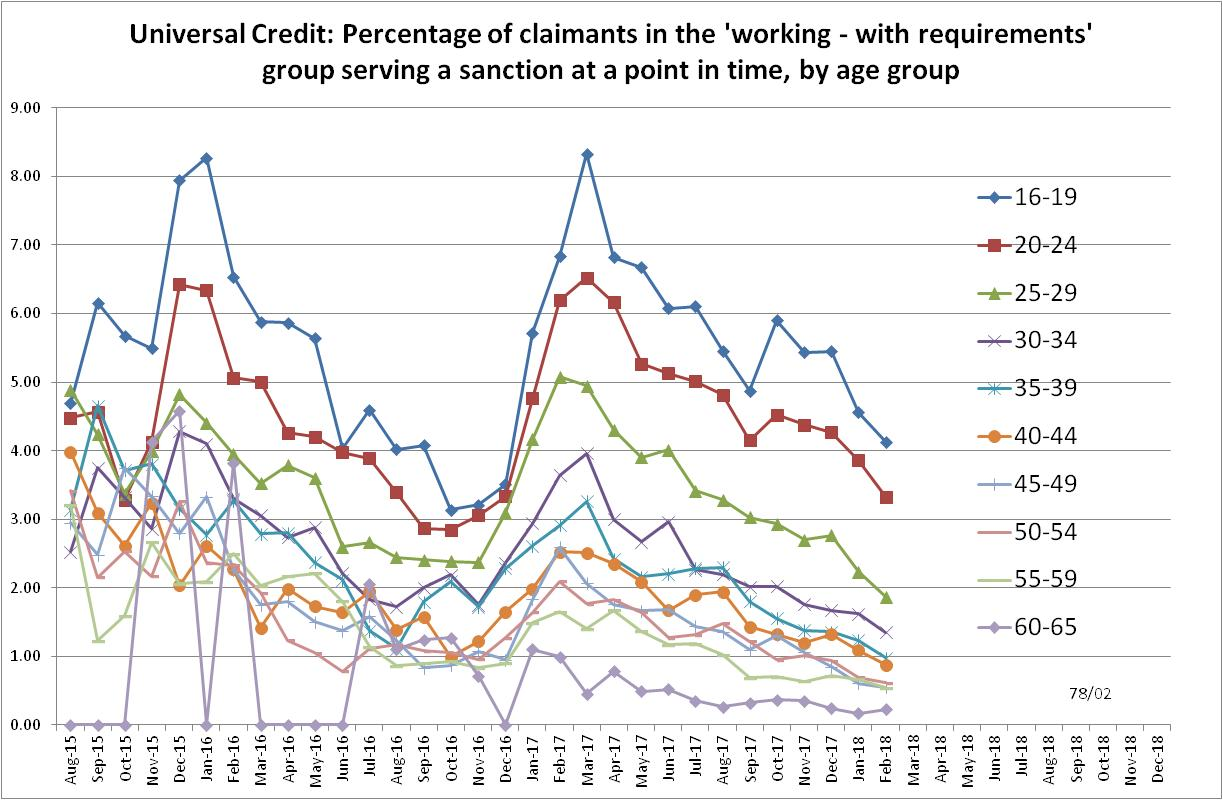 Universal Credit: Percentage of claimants in the 'working - with requirements'
group serving a sanction at a point in time, by age group
9.00
8.00
7.00
6.00
5.00
4.00
3.00
2.00
1.00
0.00
16-19
20-24
25-29
30-34
35-39
40-44
45-49
50-54
55-59
60-65
78/02
Aug-15
Sep-15
Oct-15
Nov-15
Dec-15
Jan-16
Feb-16
Mar-16
Apr-16
May-16
Jun-16
Jul-16
Aug-16
Sep-16
Oct-16
Nov-16
Dec-16
Jan-17
Feb-17
Mar-17
Apr-17
May-17
Jun-17
Jul-17
Aug-17
Sep-17
Oct-17
Nov-17
Dec-17
Jan-18
Feb-18
Mar-18
Apr-18
May-18
Jun-18
Jul-18
Aug-18
Sep-18
Oct-18
Nov-18
Dec-18